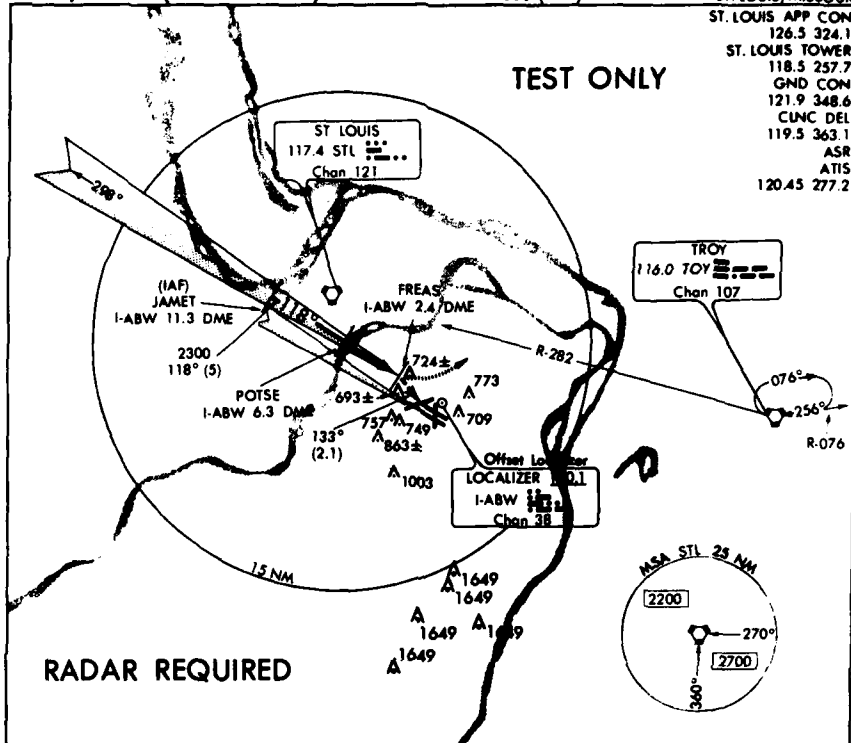 ST. LOUIS APP CON
126.5 324.1
ST. LOUIS TOWER
118.5 257.7
GND CON
121.9 348.6
CLNC DEL
119.5 363.1
ASR
ATIS
120.45 277.2
TEST ONLY
ST LOUIS
117.4 STL
Chan 121
298°
TROY
116.0 TOY
Chan 107
(IAF)
JAMET
I-ABW 11.3 DME
118°
FREAS
I-ABW 2.4 DME
2300
118° (5)
R-282
076°
256°
R-076
POTSE
I-ABW 6.3 DME
724±
693±
773
709
757
749
863±
133°
(2.1)
1003
Offset Localizer
LOCALIZER
I-ABW
Chan 38
15 NM
1649
1649
1649
1649
1649
MSA STL 25 NM
2200
270°
2700
360°
RADAR REQUIRED